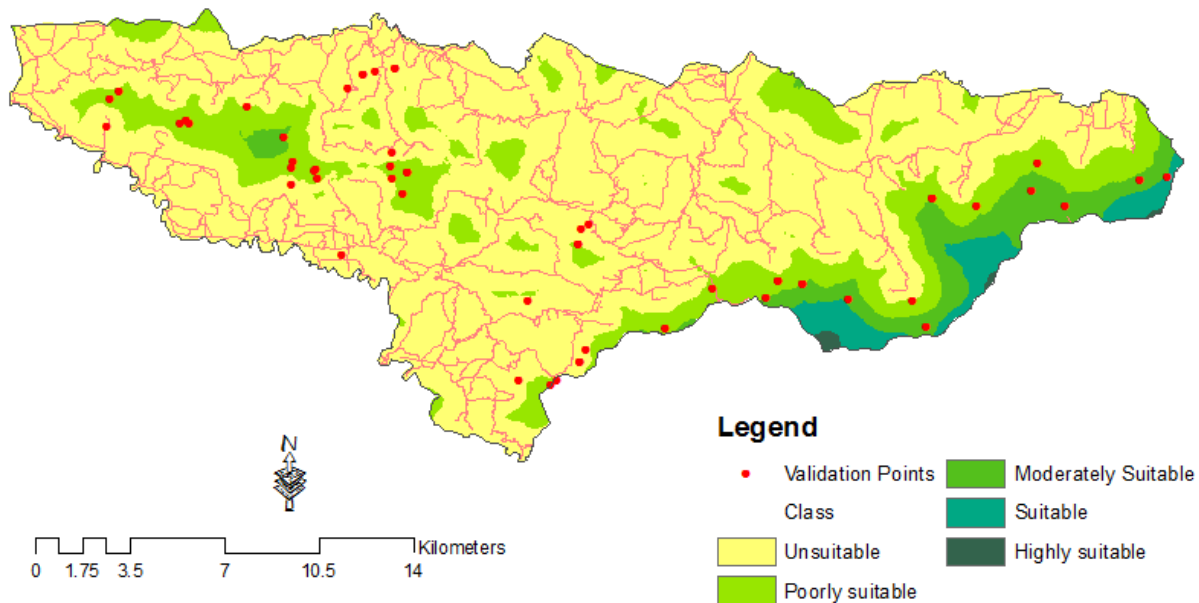 N
Kilometers
0 1.75 3.5 7 10.5 14
Legend
Validation Points
Class
Unsuitable
Poorly suitable
Moderately Suitable
Suitable
Highly suitable